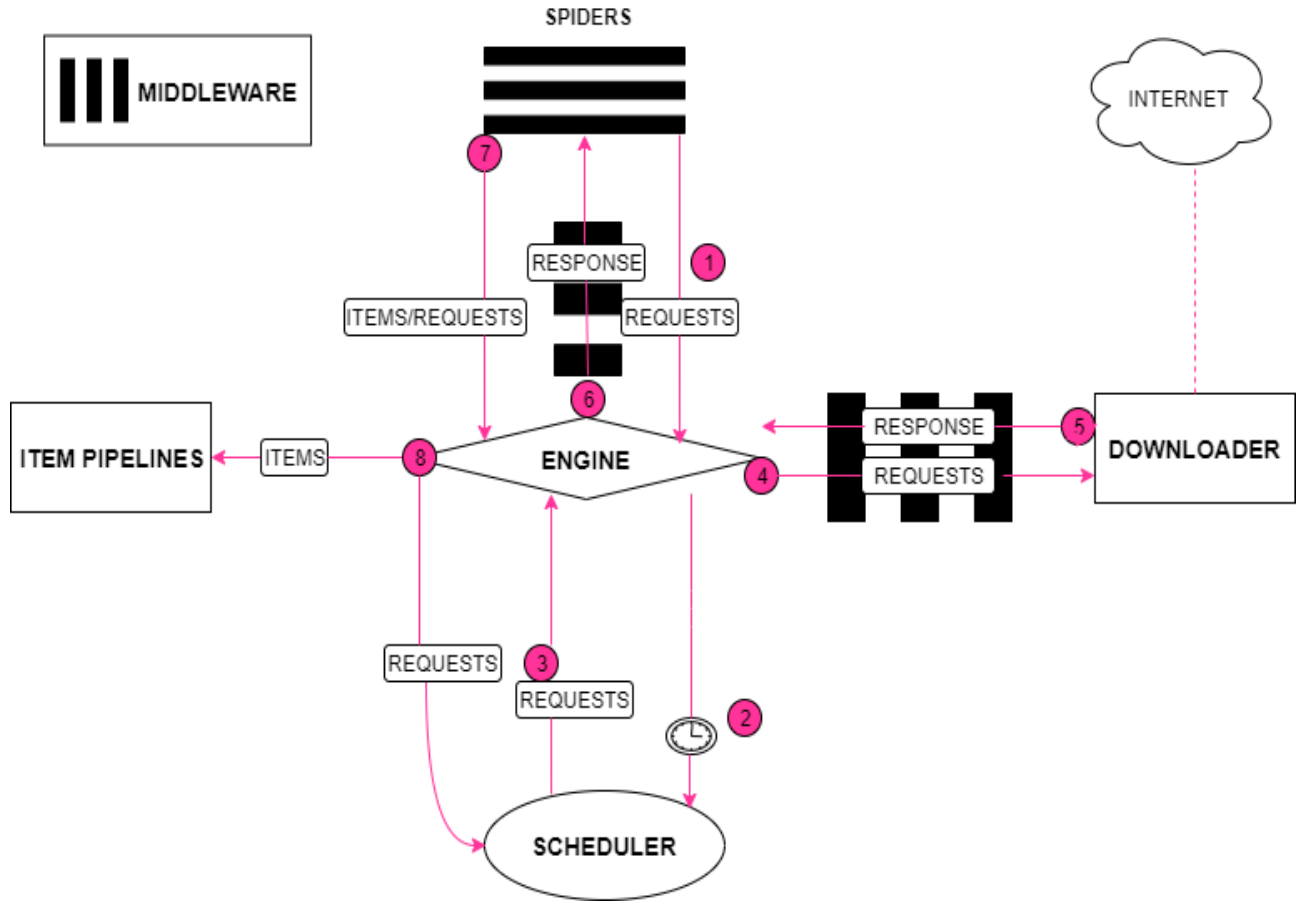 SPIDERS
MIDDLEWARE
INTERNET
7
RESPONSE
1
ITEMS/REQUESTS
REQUESTS
6
RESPONSE
5
ITEM PIPELINES
ITEMS
8
ENGINE
DOWNLOADER
4
REQUESTS
REQUESTS
3
REQUESTS
2
SCHEDULER